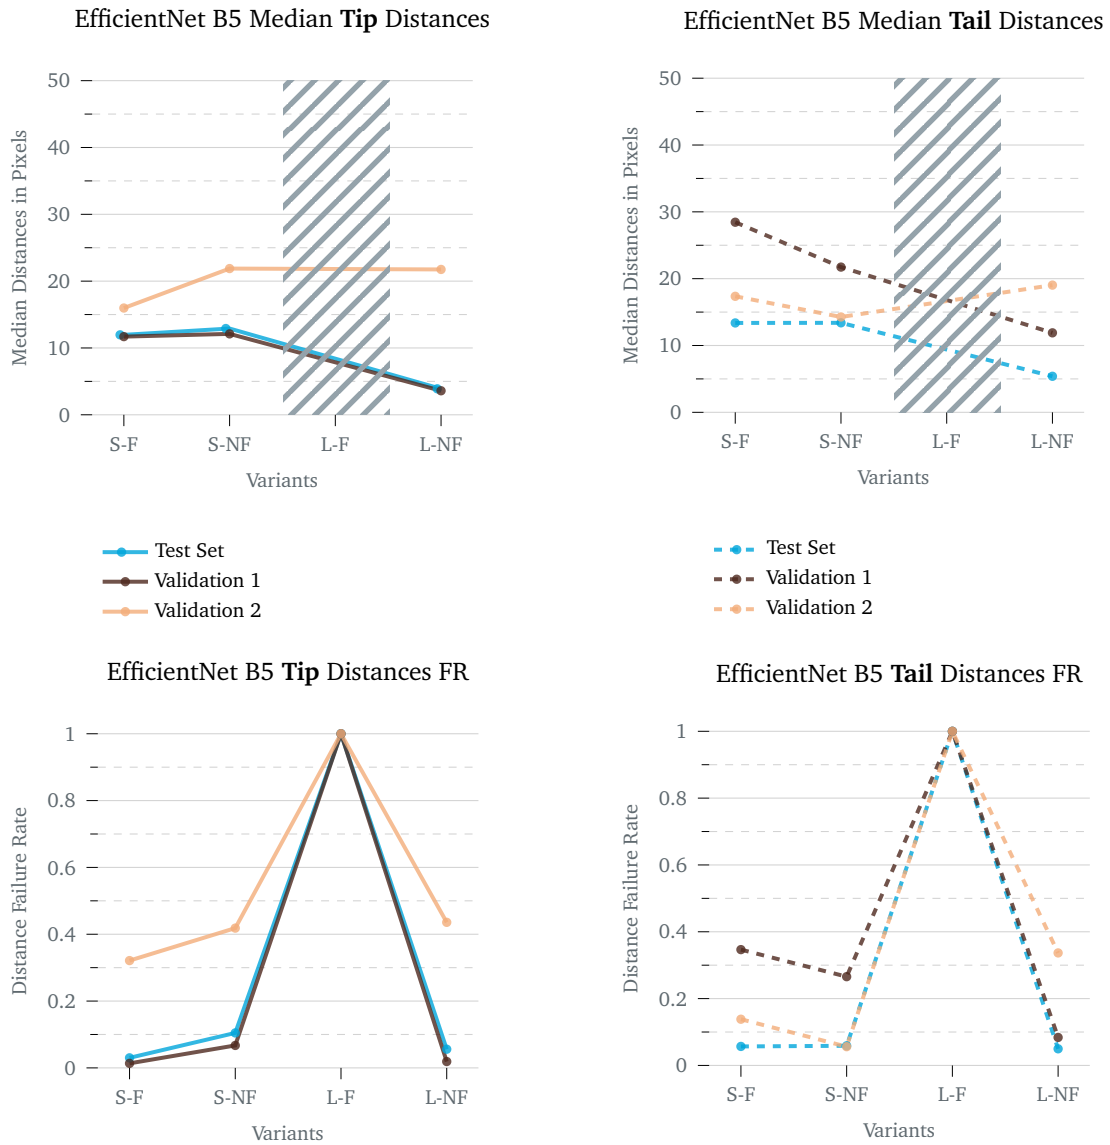 EfficientNet B5 Median Tip Distances
Median Distances in Pixels
50
40
30
20
10
0
S-F S-NF L-F L-NF
Variants
Test Set
Validation 1
Validation 2
EfficientNet B5 Median Tail Distances
Median Distances in Pixels
50
40
30
20
10
0
S-F S-NF L-F L-NF
Variants
Test Set
Validation 1
Validation 2
EfficientNet B5 Tip Distances FR
Distance Failure Rate
1
0.8
0.6
0.4
0.2
0
S-F S-NF L-F L-NF
Variants
EfficientNet B5 Tail Distances FR
Distance Failure Rate
1
0.8
0.6
0.4
0.2
0
S-F S-NF L-F L-NF
Variants